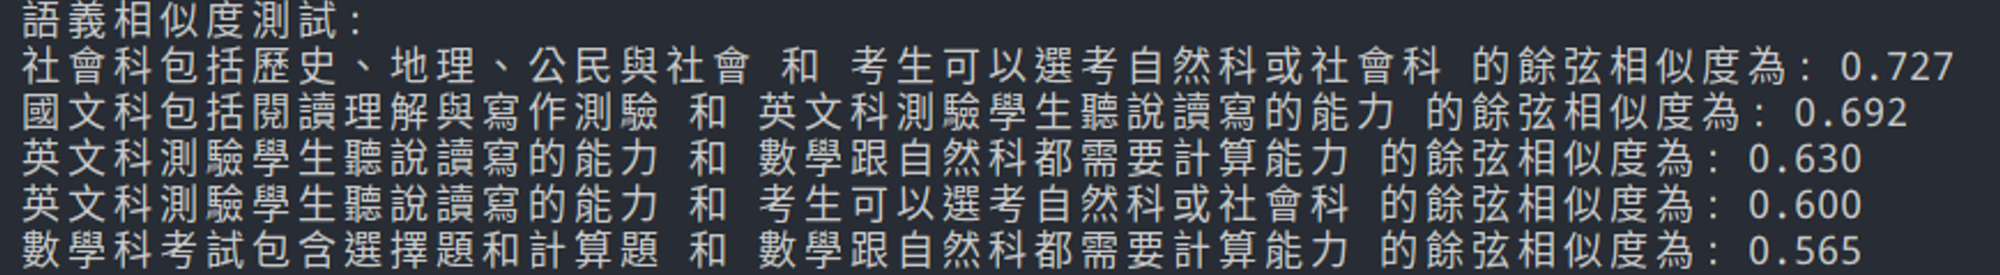 語義相似度測試:
社會科包括歷史、地理、公民與社會 和 考生可以選考自然科或社會科 的餘弦相似度為: 0.727
國文科包括閱讀理解與寫作測驗 和 英文科測驗學生聽說讀寫的能力 的餘弦相似度為: 0.692
英文科測驗學生聽說讀寫的能力 和 數學跟自然科都需要計算能力 的餘弦相似度為: 0.630
英文科測驗學生聽說讀寫的能力 和 考生可以選考自然科或社會科 的餘弦相似度為: 0.600
數學科考試包含選擇題和計算題 和 數學跟自然科都需要計算能力 的餘弦相似度為: 0.565